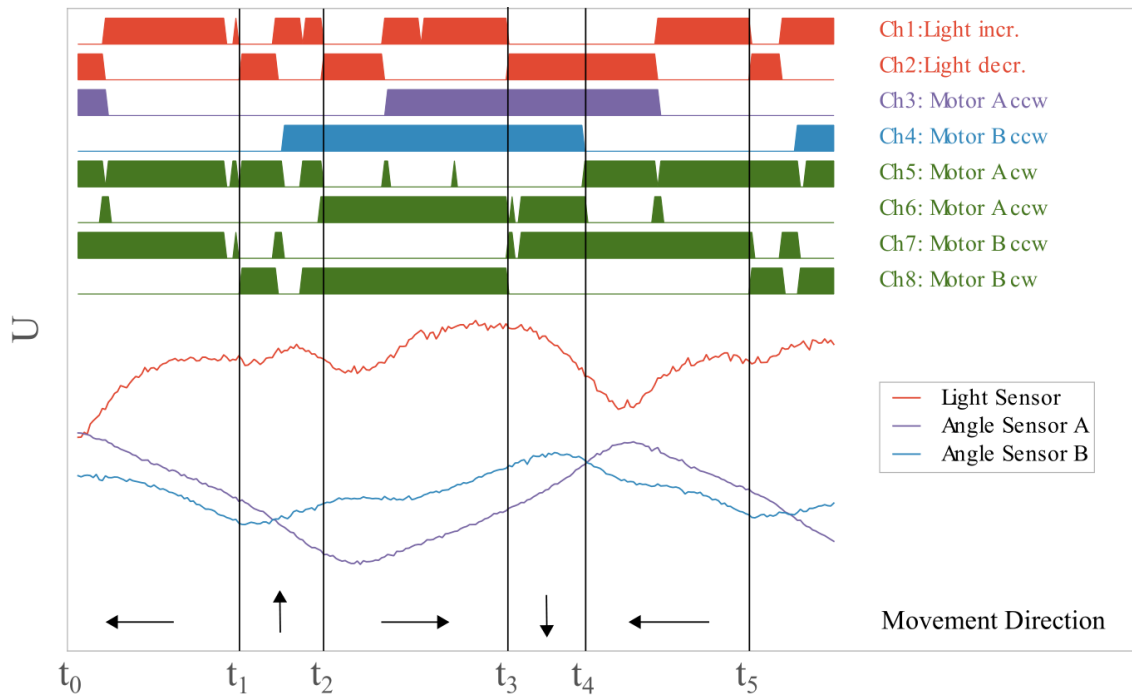 Ch1:Light incr.
Ch2:Light decr.
Ch3: Motor A ccw
Ch4: Motor B ccw
Ch5: Motor A cw
Ch6: Motor A ccw
Ch7: Motor B ccw
Ch8: Motor B cw
U
Light Sensor
Angle Sensor A
Angle Sensor B
Movement Direction
t0 t1 t2 t3 t4 t5